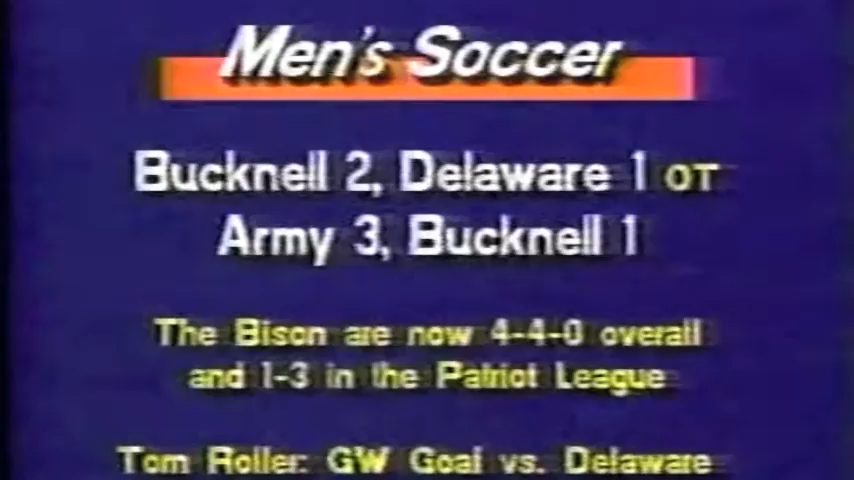 Men's Soccer
Bucknell 2, Delaware 1 OT
Army 3, Bucknell 1
The Bison are now 4-4-0 overall
and 1-3 in the Patriot League
Tom Roller: GW Goal vs. Delaware